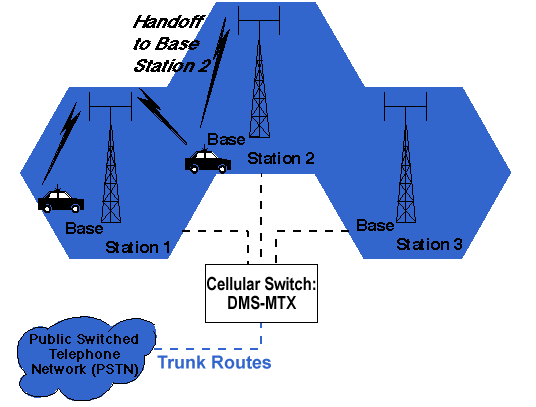 Handoff
to Base
Station 2
Base
Station 2
Base
Station 1
Base
Station 3
Cellular Switch:
DMS-MTX
Public Switched
Telephone
Network (PSTN)
Trunk Routes